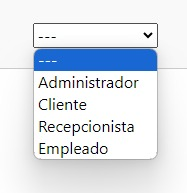 ---
---
Administrador
Cliente
Recepcionista
Empleado